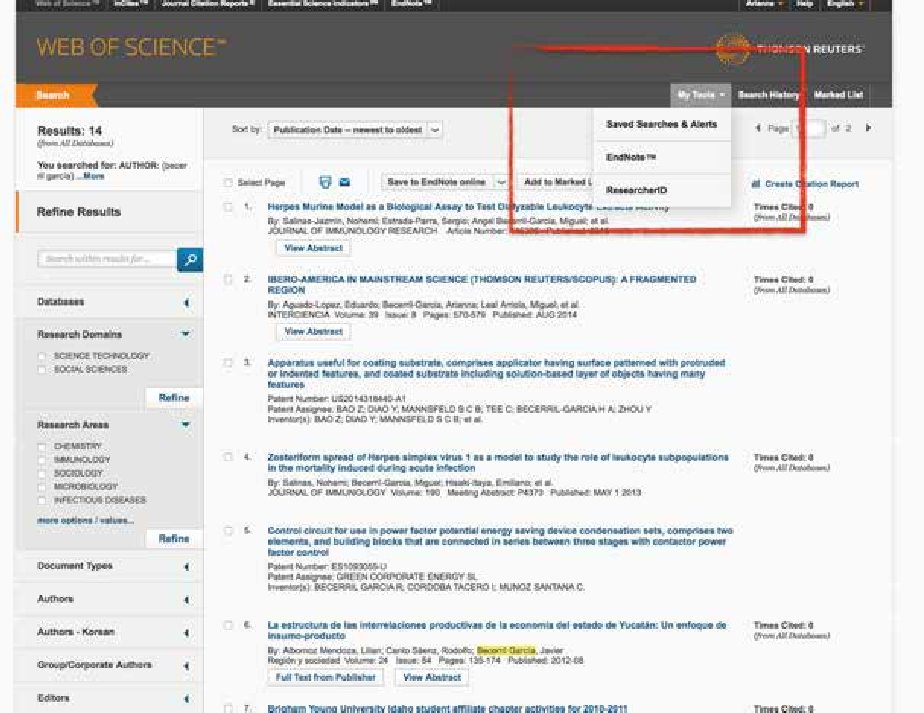 Web of Science™ InCites™ Journal Citation Reports® Essential Science Indicators℠ EndNote™ Arianna Help English
WEB OF SCIENCE™
THOMSON REUTERS
Search
My Tools Search History Marked List
Results: 14
(from All Databases)
You searched for: AUTHOR: (becer
ril garcia) ...More
Sort by: Publication Date -- newest to oldest
Saved Searches & Alerts
EndNote™
ResearcherID
Page of 2
Select Page
Save to EndNote online
Add to Marked
Create Citation Report
Refine Results
Search within results for...
Databases
Research Domains
SCIENCE TECHNOLOGY
SOCIAL SCIENCES
Refine
Research Areas
CHEMISTRY
IMMUNOLOGY
SOCIOLOGY
MICROBIOLOGY
INFECTIOUS DISEASES
more options / values...
Refine
Document Types
Authors
Authors - Korean
Group/Corporate Authors
Editors
1. Herpes Murine Model as a Biological Assay to Test Dialyzable Leukocyte Extracts Activity
By: Salinas-Jazmin, Nohemi; Estrada-Parra, Sergio; Angel Becerril-Garcia, Miguel; et al.
JOURNAL OF IMMUNOLOGY RESEARCH Article Number:
View Abstract
Times Cited: 0
(from All Databases)
2. IBERO-AMERICA IN MAINSTREAM SCIENCE (THOMSON REUTERS/SCOPUS): A FRAGMENTED
REGION
By: Aguado-Lopez, Eduardo; Becerril-Garcia, Arianna; Leal Arriola, Miguel; et al.
INTERCIENCIA Volume: 39 Issue: 8 Pages: 570-579 Published: AUG 2014
View Abstract
Times Cited: 0
(from All Databases)
3. Apparatus useful for coating substrate, comprises applicator having surface patterned with protruded
or indented features, and coated substrate including solution-based layer of objects having many
features
Patent Number: US2014318440-A1
Patent Assignee: BAO Z; DIAO Y; MANNSFELD S C B; TEE C; BECERRIL-GARCIA H A; ZHOU Y
Inventor(s): BAO Z; DIAO Y; MANNSFELD S C B; et al.
4. Zosteriform spread of Herpes simplex virus 1 as a model to study the role of leukocyte subpopulations
in the mortality induced during acute infection
By: Salinas, Nohemi; Becerril-Garcia, Miguel; Hisaki-Itaya, Emiliano; et al.
JOURNAL OF IMMUNOLOGY Volume: 190 Meeting Abstract: P4373 Published: MAY 1 2013
Times Cited: 0
(from All Databases)
5. Control circuit for use in power factor potential energy saving device condensation sets, comprises two
elements, and building blocks that are connected in series between three stages with contactor power
factor control
Patent Number: ES1093055-U
Patent Assignee: GREEN CORPORATE ENERGY SL
Inventor(s): BECERRIL GARCIA R; CORDOBA TACERO I; MUNOZ SANTANA C.
6. La estructura de las interrelaciones productivas de la economía del estado de Yucatán: Un enfoque de
insumo-producto
By: Albornoz Mendoza, Lilian; Canto Sáenz, Rodolfo; Becerril-García, Javier
Región y sociedad Volume: 24 Issue: 54 Pages: 135-174 Published: 2012-08
Full Text from Publisher View Abstract
Times Cited: 0
(from All Databases)
7. Brigham Young University Idaho student affiliate chapter activities for 2010-2011
Times Cited: 0